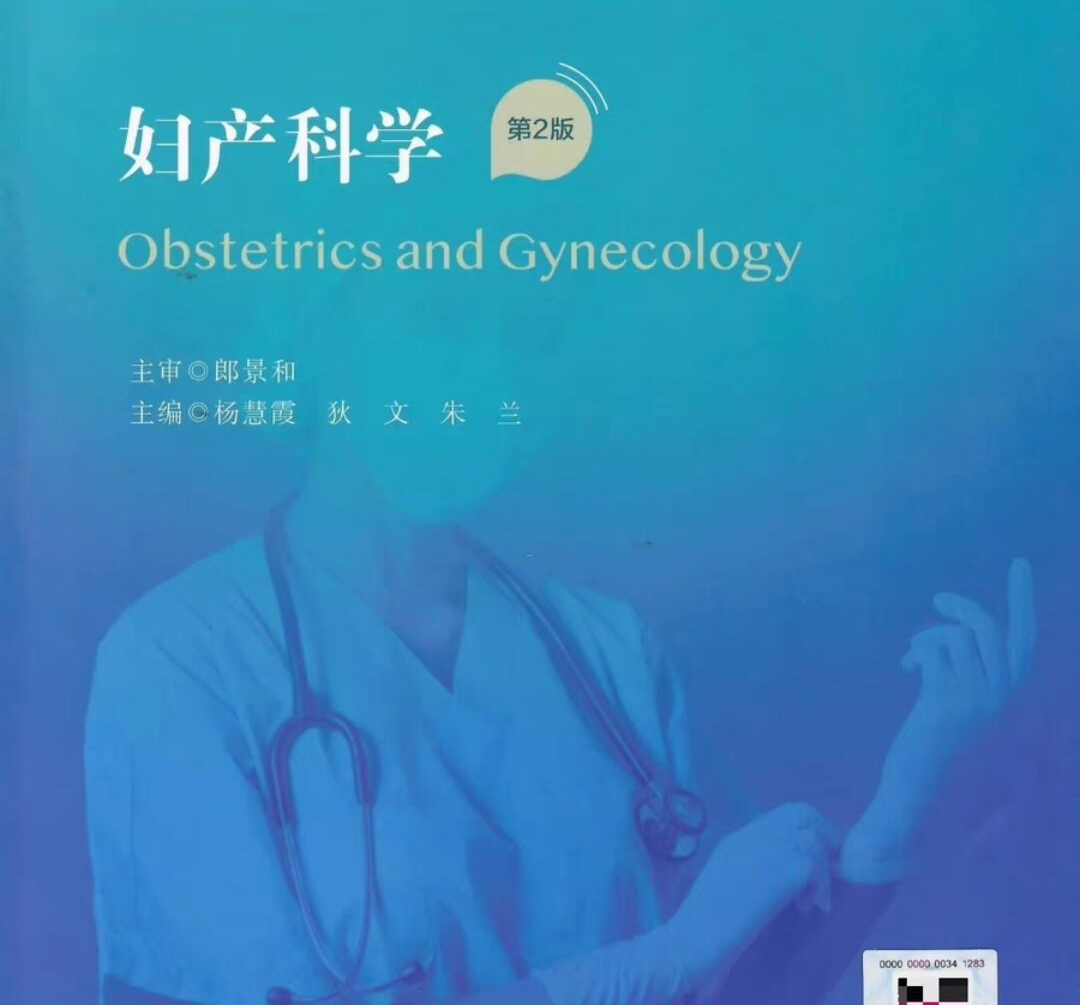 妇产科学
第2版
Obstetrics and Gynecology
主审◎郎景和
主编◎杨慧霞 狄 文 朱 兰
0000 0000 0034 1283